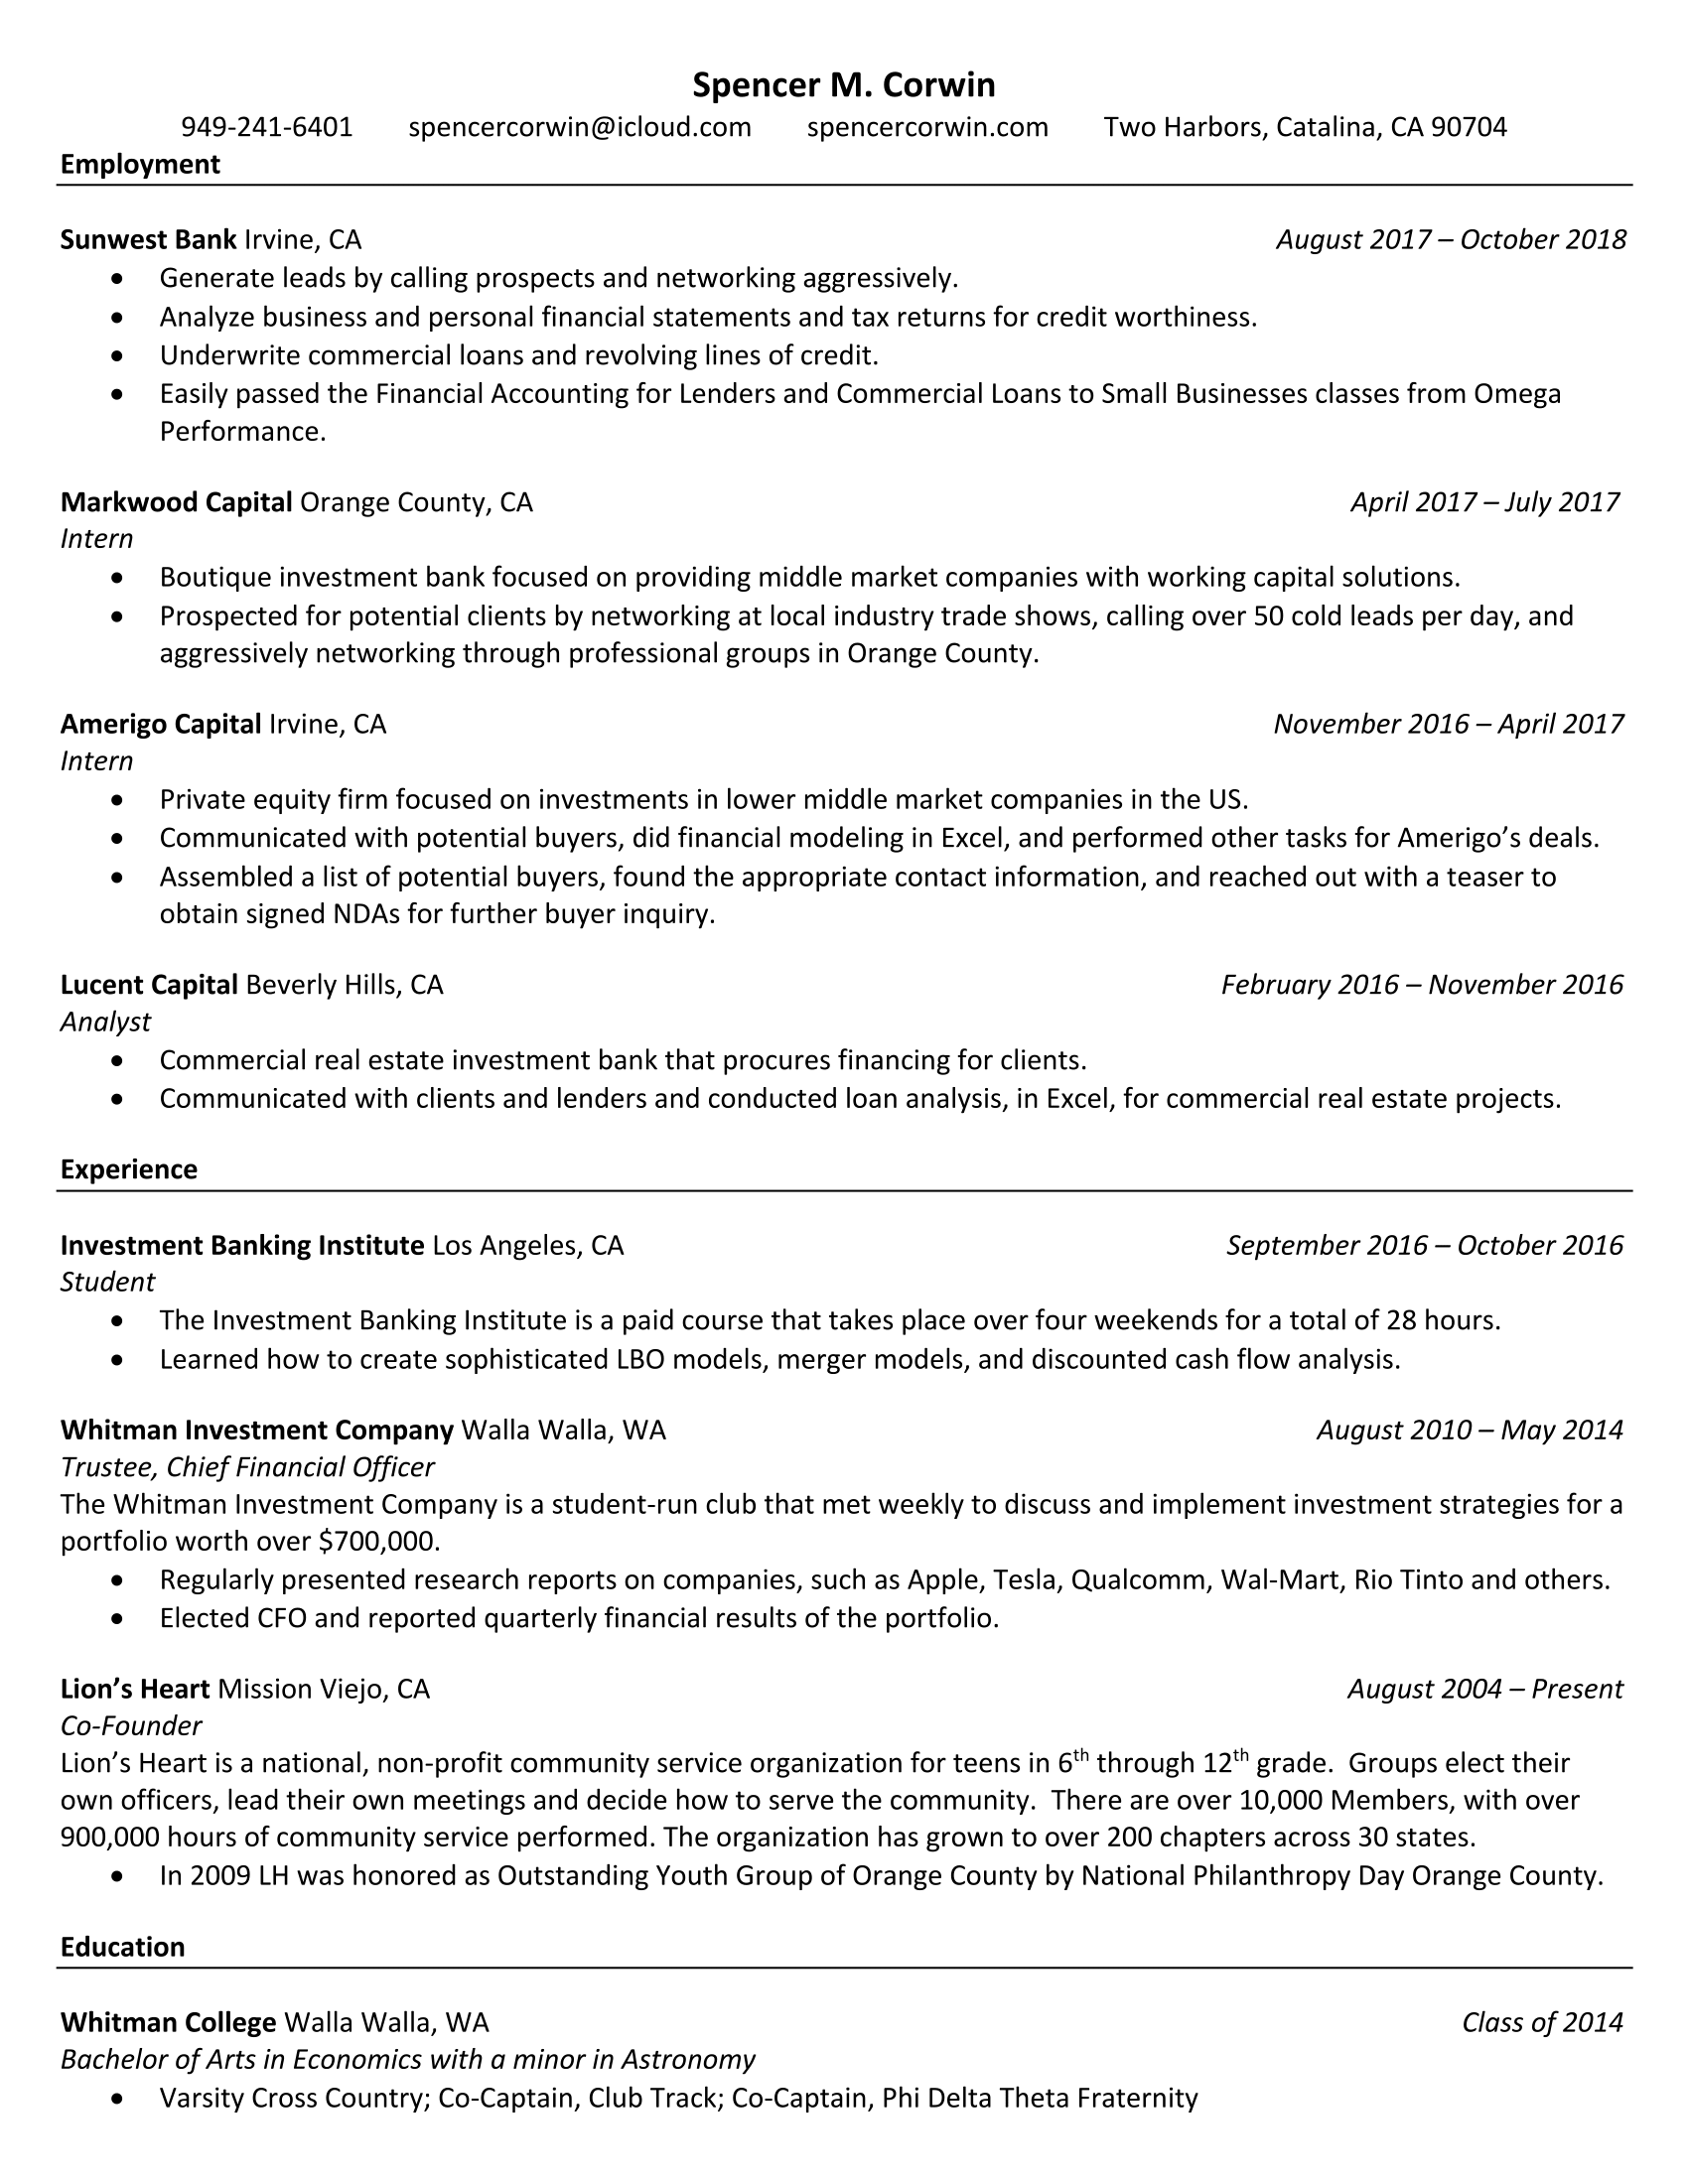 Spencer M. Corwin
949-241-6401 spencercorwin@icloud.com spencercorwin.com Two Harbors, Catalina, CA 90704
Employment
Sunwest Bank Irvine, CA August 2017 – October 2018
• Generate leads by calling prospects and networking aggressively.
• Analyze business and personal financial statements and tax returns for credit worthiness.
• Underwrite commercial loans and revolving lines of credit.
• Easily passed the Financial Accounting for Lenders and Commercial Loans to Small Businesses classes from Omega
Performance.
Markwood Capital Orange County, CA April 2017 – July 2017
Intern
• Boutique investment bank focused on providing middle market companies with working capital solutions.
• Prospected for potential clients by networking at local industry trade shows, calling over 50 cold leads per day, and
aggressively networking through professional groups in Orange County.
Amerigo Capital Irvine, CA November 2016 – April 2017
Intern
• Private equity firm focused on investments in lower middle market companies in the US.
• Communicated with potential buyers, did financial modeling in Excel, and performed other tasks for Amerigo’s deals.
• Assembled a list of potential buyers, found the appropriate contact information, and reached out with a teaser to
obtain signed NDAs for further buyer inquiry.
Lucent Capital Beverly Hills, CA February 2016 – November 2016
Analyst
• Commercial real estate investment bank that procures financing for clients.
• Communicated with clients and lenders and conducted loan analysis, in Excel, for commercial real estate projects.
Experience
Investment Banking Institute Los Angeles, CA September 2016 – October 2016
Student
• The Investment Banking Institute is a paid course that takes place over four weekends for a total of 28 hours.
• Learned how to create sophisticated LBO models, merger models, and discounted cash flow analysis.
Whitman Investment Company Walla Walla, WA August 2010 – May 2014
Trustee, Chief Financial Officer
The Whitman Investment Company is a student-run club that met weekly to discuss and implement investment strategies for a
portfolio worth over $700,000.
• Regularly presented research reports on companies, such as Apple, Tesla, Qualcomm, Wal-Mart, Rio Tinto and others.
• Elected CFO and reported quarterly financial results of the portfolio.
Lion’s Heart Mission Viejo, CA August 2004 – Present
Co-Founder
Lion’s Heart is a national, non-profit community service organization for teens in 6th through 12th grade. Groups elect their
own officers, lead their own meetings and decide how to serve the community. There are over 10,000 Members, with over
900,000 hours of community service performed. The organization has grown to over 200 chapters across 30 states.
• In 2009 LH was honored as Outstanding Youth Group of Orange County by National Philanthropy Day Orange County.
Education
Whitman College Walla Walla, WA Class of 2014
Bachelor of Arts in Economics with a minor in Astronomy
• Varsity Cross Country; Co-Captain, Club Track; Co-Captain, Phi Delta Theta Fraternity